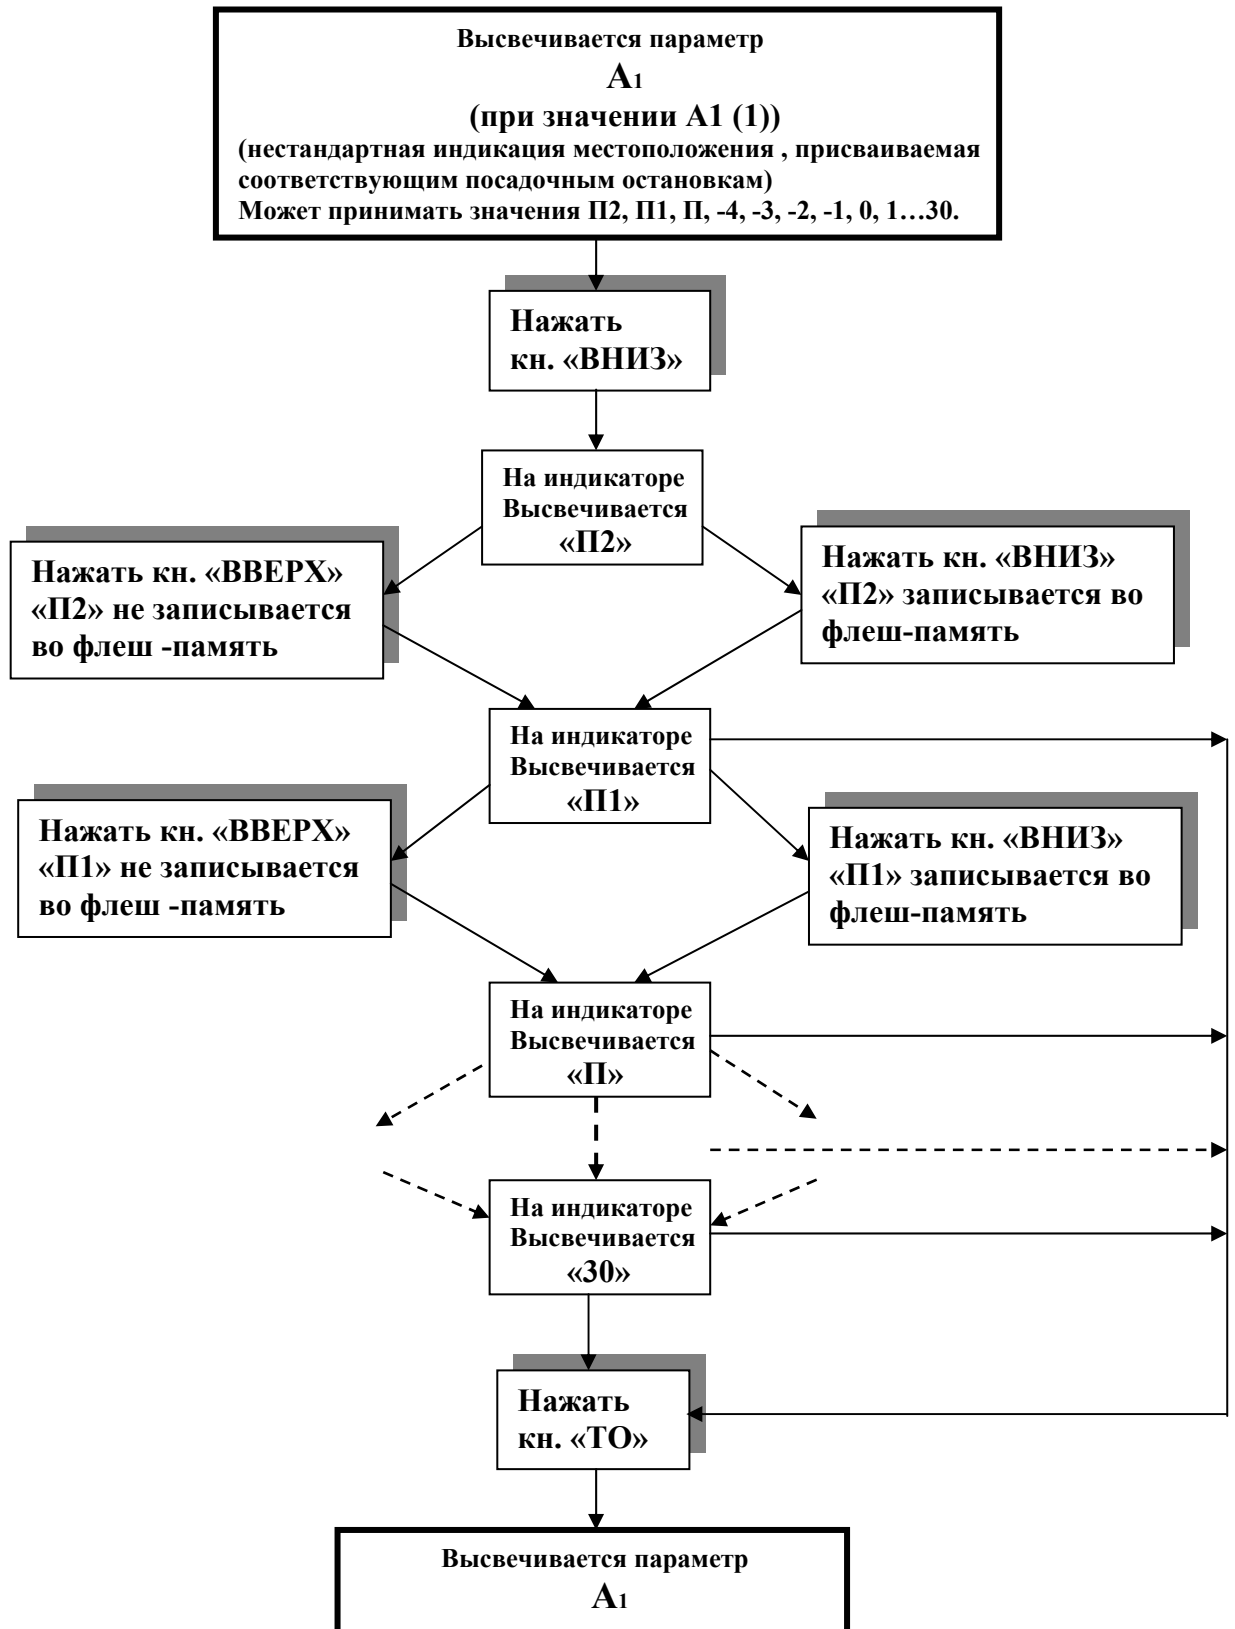 Высвечивается параметр
А1
(при значении А1 (1))
(нестандартная индикация местоположения , присваиваемая
соответствующим посадочным остановкам)
Может принимать значения П2, П1, П, -4, -3, -2, -1, 0, 1…30.
Нажать
кн. «ВНИЗ»
На индикаторе
Высвечивается
«П2»
Нажать кн. «ВВЕРХ»
«П2» не записывается
во флеш -память
Нажать кн. «ВНИЗ»
«П2» записывается во
флеш-память
На индикаторе
Высвечивается
«П1»
Нажать кн. «ВВЕРХ»
«П1» не записывается
во флеш -память
Нажать кн. «ВНИЗ»
«П1» записывается во
флеш-память
На индикаторе
Высвечивается
«П»
На индикаторе
Высвечивается
«30»
Нажать
кн. «ТО»
Высвечивается параметр
А1